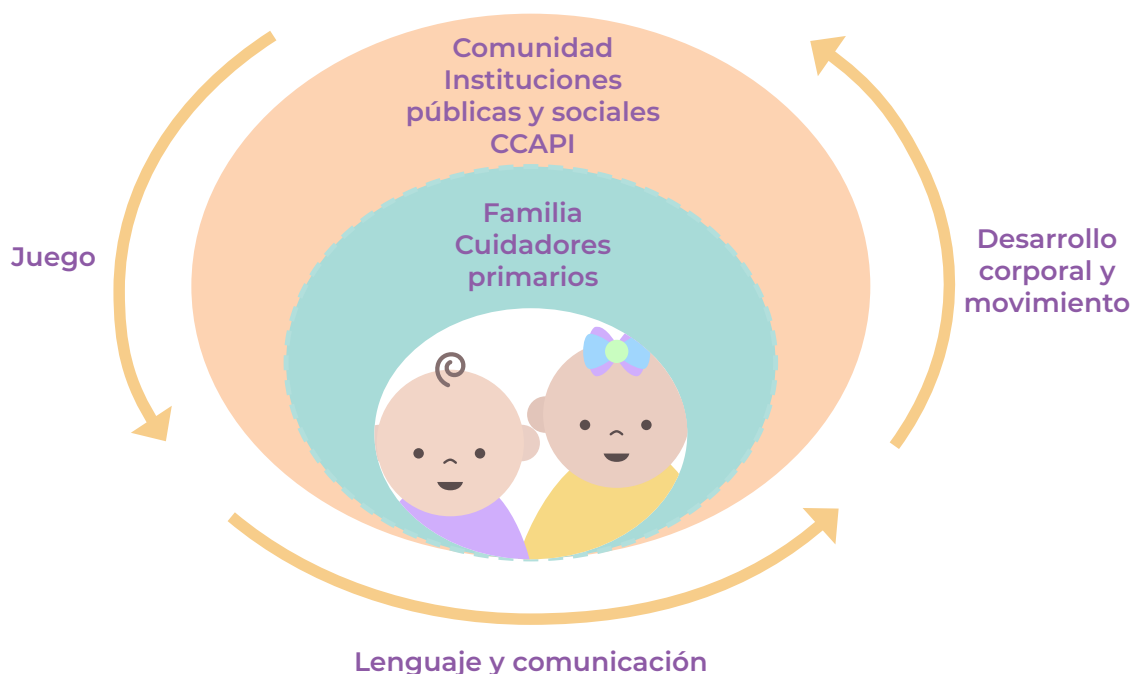 Comunidad
Instituciones
públicas y sociales
CCAPI
Familia
Cuidadores
primarios
Juego
Desarrollo
corporal y
movimiento
Lenguaje y comunicación